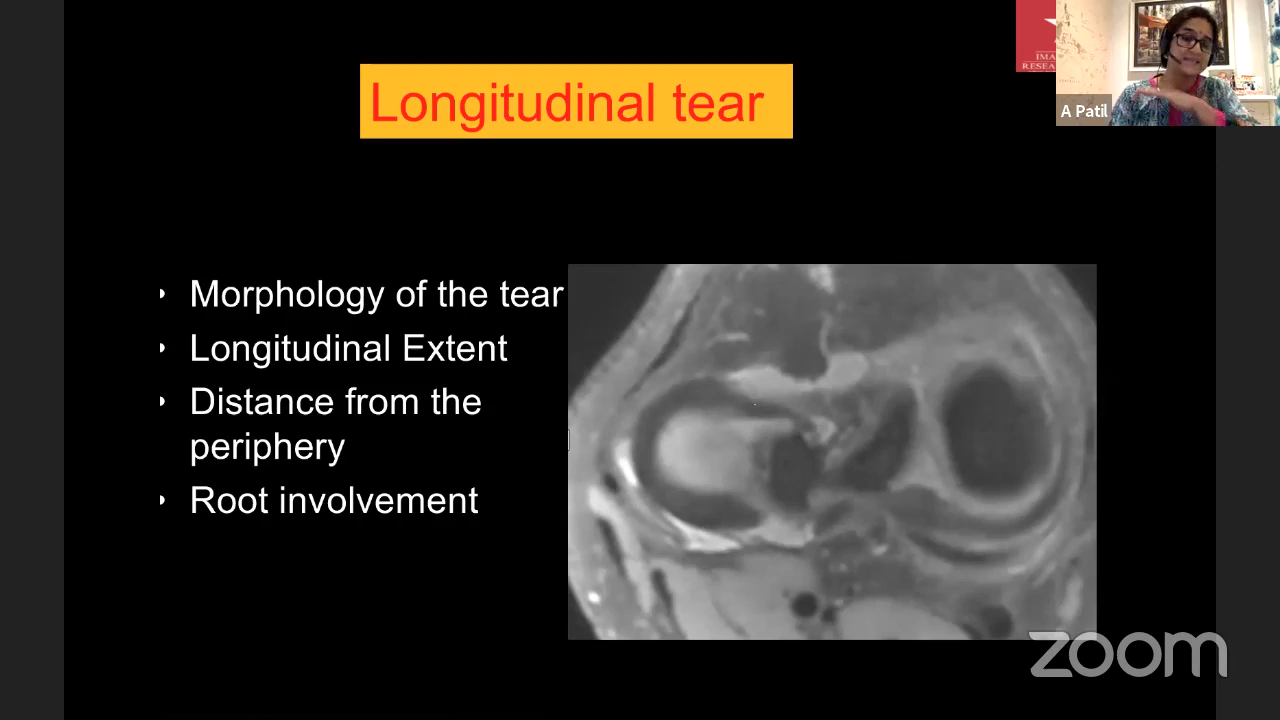 Longitudinal tear
A Patil
Morphology of the tear
Longitudinal Extent
Distance from the
periphery
Root involvement
zoom